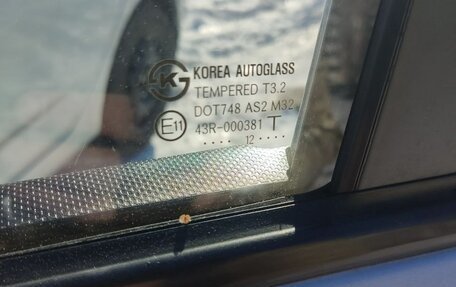 KOREA AUTOGLASS
TEMPERED T3.2
DOT748 AS2 M32
E11 43R-000381 T
.... 12 ....